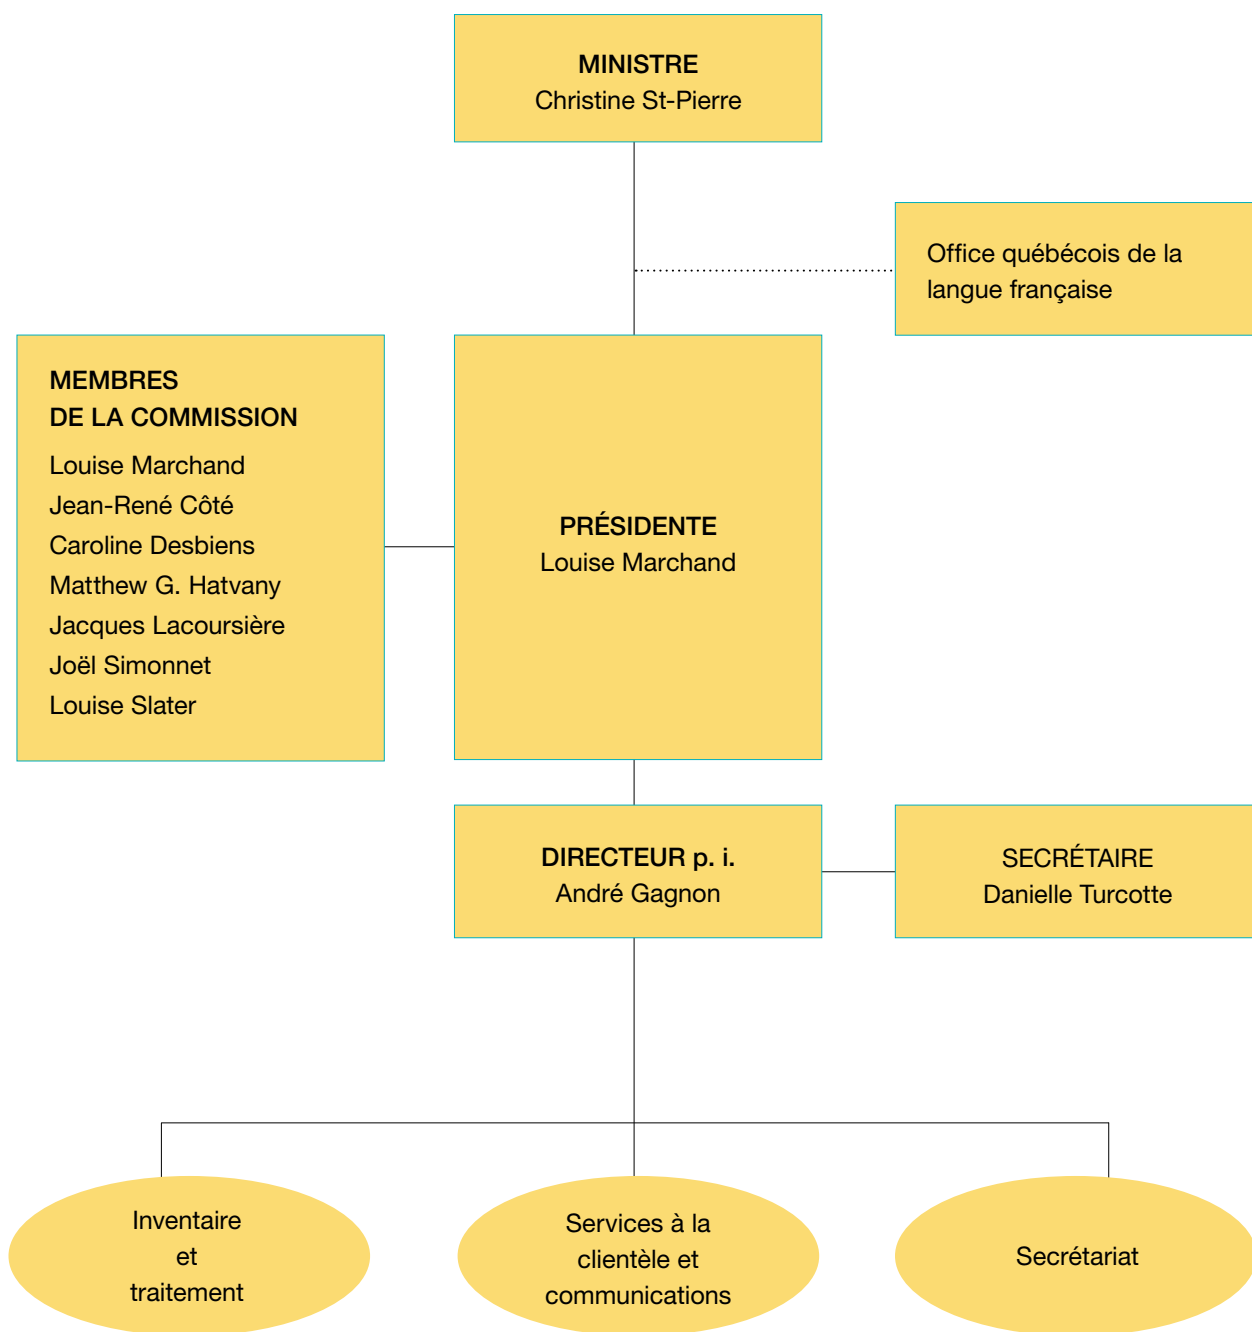 MINISTRE
Christine St-Pierre
Office québécois de la
langue française
MEMBRES
DE LA COMMISSION
Louise Marchand
Jean-René Côté
Caroline Desbiens
Matthew G. Hatvany
Jacques Lacoursière
Joël Simonnet
Louise Slater
PRÉSIDENTE
Louise Marchand
DIRECTEUR p. i.
André Gagnon
SECRÉTAIRE
Danielle Turcotte
Inventaire
et
traitement
Services à la
clientèle et
communications
Secrétariat